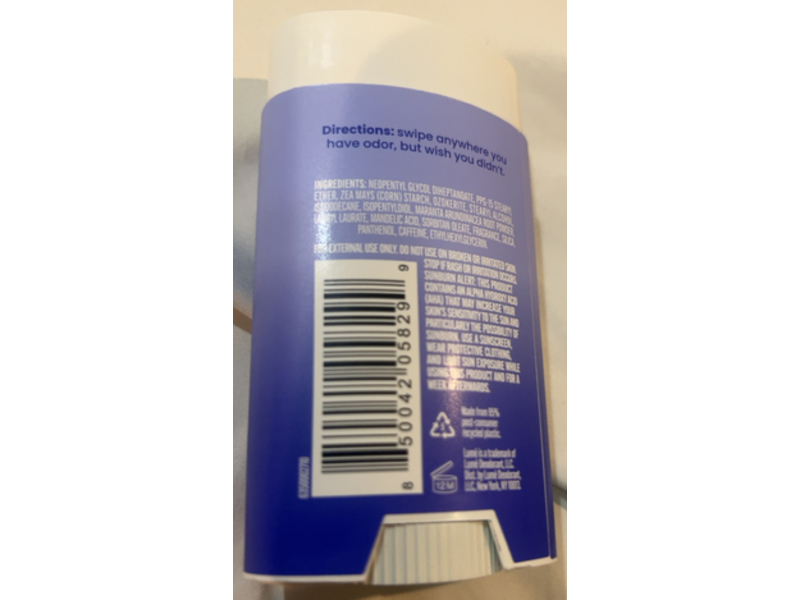 Directions: swipe anywhere you
have odor, but wish you didn't.
INGREDIENTS: NEOPENTYL GLYCOL DIHEPTANOATE, PPG-15 STEARYL
ETHER, ZEA MAYS (CORN) STARCH, OZOKERITE, STEARYL ALCOHOL,
ISODODECANE, ISOPENTYLDIOL, MARANTA ARUNDINACEA ROOT POWDER,
LAURYL LAURATE, MANDELIC ACID, SORBITAN OLEATE, FRAGRANCE, SILICA,
PANTHENOL, CAFFEINE, ETHYLHEXYLGLYCERIN.
FOR EXTERNAL USE ONLY. DO NOT USE ON BROKEN OR IRRITATED SKIN.
STOP IF RASH OR IRRITATION OCCURS.
SUNBURN ALERT: THIS PRODUCT
CONTAINS AN ALPHA HYDROXY ACID
(AHA) THAT MAY INCREASE YOUR
SKIN'S SENSITIVITY TO THE SUN AND
PARTICULARLY THE POSSIBILITY OF
SUNBURN. USE A SUNSCREEN,
WEAR PROTECTIVE CLOTHING,
AND LIMIT SUN EXPOSURE WHILE
USING THIS PRODUCT AND FOR A
WEEK AFTERWARDS.
8 50042 05829 9
Made from 95%
post-consumer
recycled plastic.
12 M
Lumē is a trademark of
Lumē Deodorant, LLC.
Dist. by Lumē Deodorant,
LLC, New York, NY 10013.